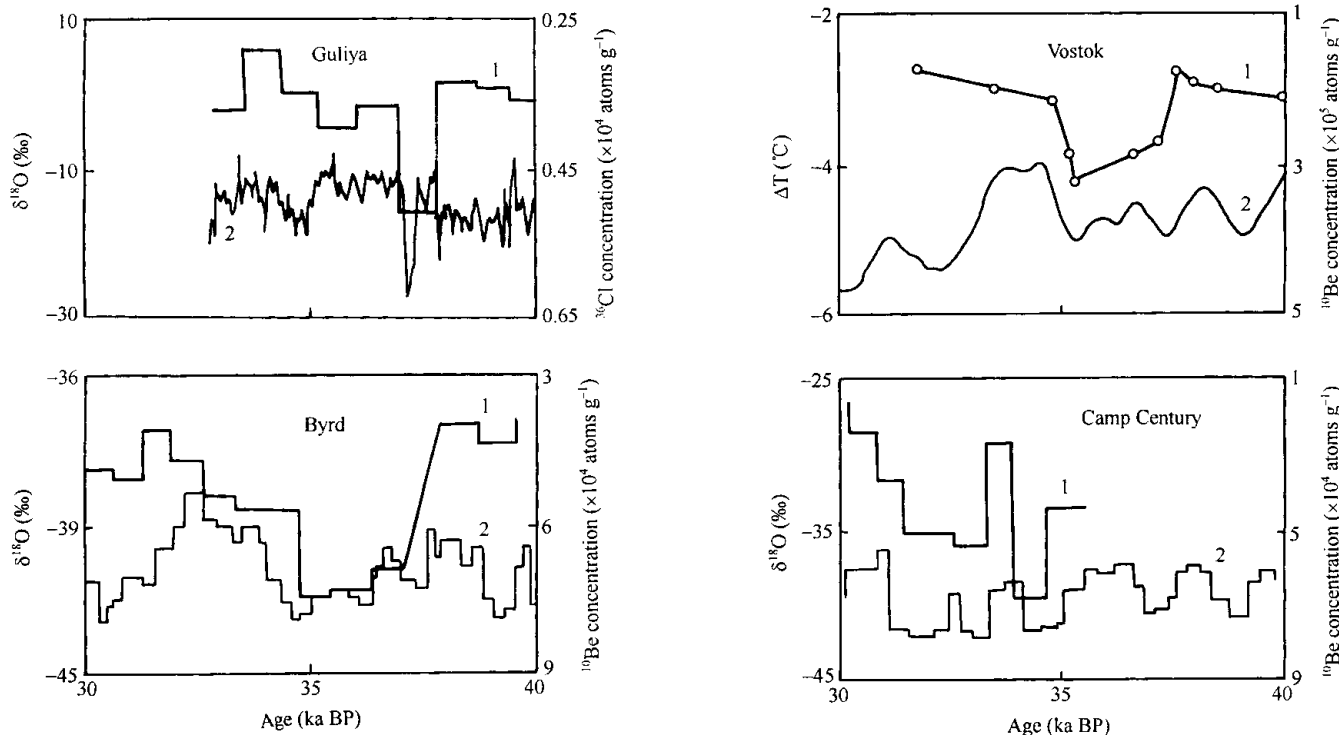 10
0.25
Guliya
1
δ¹⁸O (‰)
-10
0.45
³⁶Cl concentration (×10⁴ atoms g⁻¹)
2
-30
0.65
-2
1
Vostok
1
ΔT (℃)
-4
3
¹⁰Be concentration (×10⁵ atoms g⁻¹)
2
-6
5
-36
3
Byrd
1
δ¹⁸O (‰)
-39
6
¹⁰Be concentration (×10⁴ atoms g⁻¹)
2
-45
9
30
35
40
Age (ka BP)
-25
1
Camp Century
1
δ¹⁸O (‰)
-35
5
¹⁰Be concentration (×10⁴ atoms g⁻¹)
2
-45
9
30
35
40
Age (ka BP)